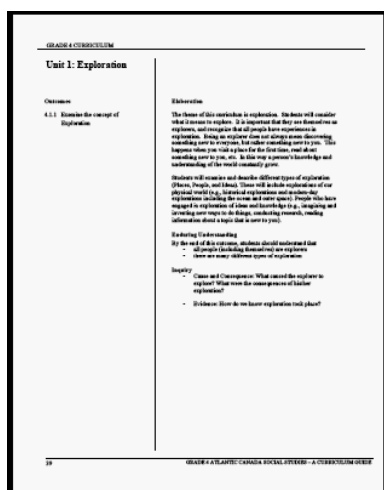 GRADE 4 CURRICULUM
Unit 1: Exploration
Outcomes
4.1.1 Examine the concept of
Exploration
Elaboration
The theme of this curriculum is exploration. Students will consider
what it means to explore. It is important that they see themselves as
explorers, and recognize that all people have experiences in
exploration. Being an explorer does not always mean discovering
something new to everyone, but rather something new to you. This
happens when you visit a place for the first time, read about
something new to you, etc. In this way a person's knowledge and
understanding of the world constantly grow.
Students will examine and describe different types of exploration
(Places, People, and Ideas). These will include explorations of our
physical world (e.g., historical explorations and modern-day
explorations including the ocean and outer space). People who have
engaged in exploration of ideas and knowledge (e.g., imagining and
inventing new ways to do things, conducting research, reading
information about a topic that is new to you).
Enduring Understanding
By the end of this outcome, students should understand that
- all people (including themselves) are explorers
- there are many different types of exploration
Inquiry
- Cause and Consequence: What caused the explorer to
explore? What were the consequences of his/her
exploration?
- Evidence: How do we know exploration took place?
GRADE 4 ATLANTIC CANADA SOCIAL STUDIES – A CURRICULUM GUIDE